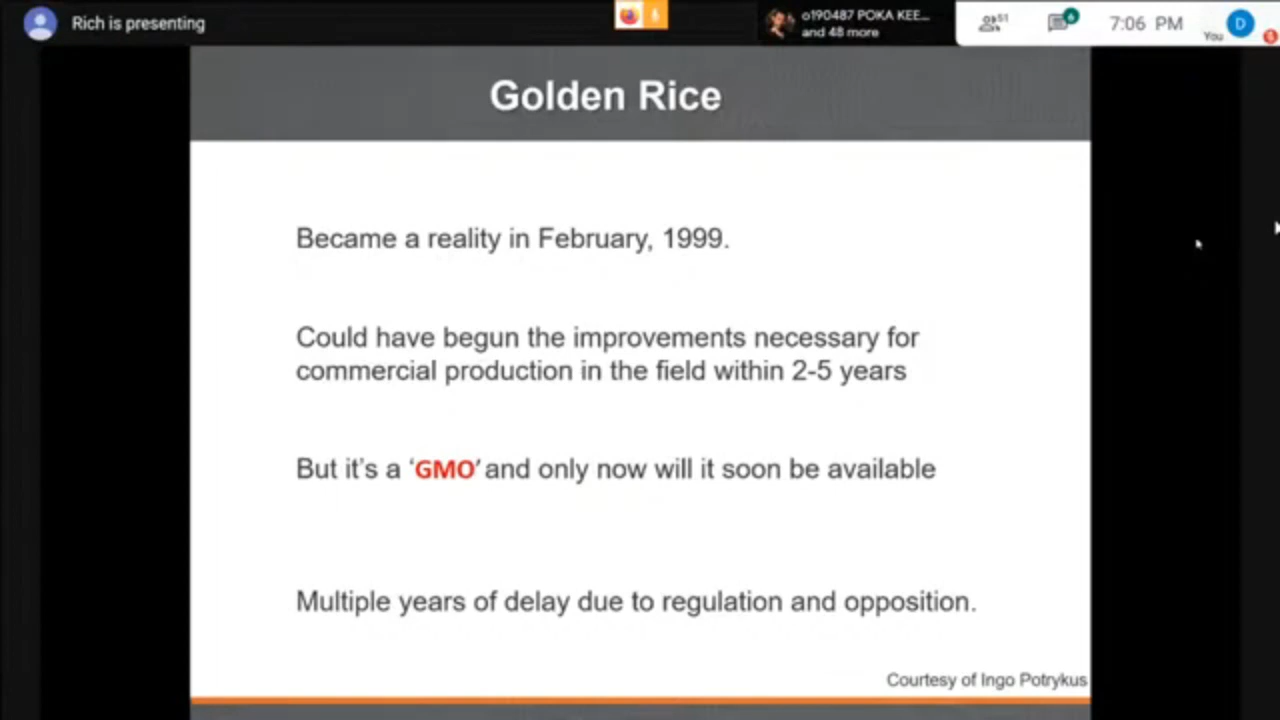 Rich is presenting
o190487 POKA KEE...
and 48 more
51
6
7:06 PM
You
D
Golden Rice
Became a reality in February, 1999.
Could have begun the improvements necessary for
commercial production in the field within 2-5 years
But it's a ‘GMO’ and only now will it soon be available
Multiple years of delay due to regulation and opposition.
Courtesy of Ingo Potrykus